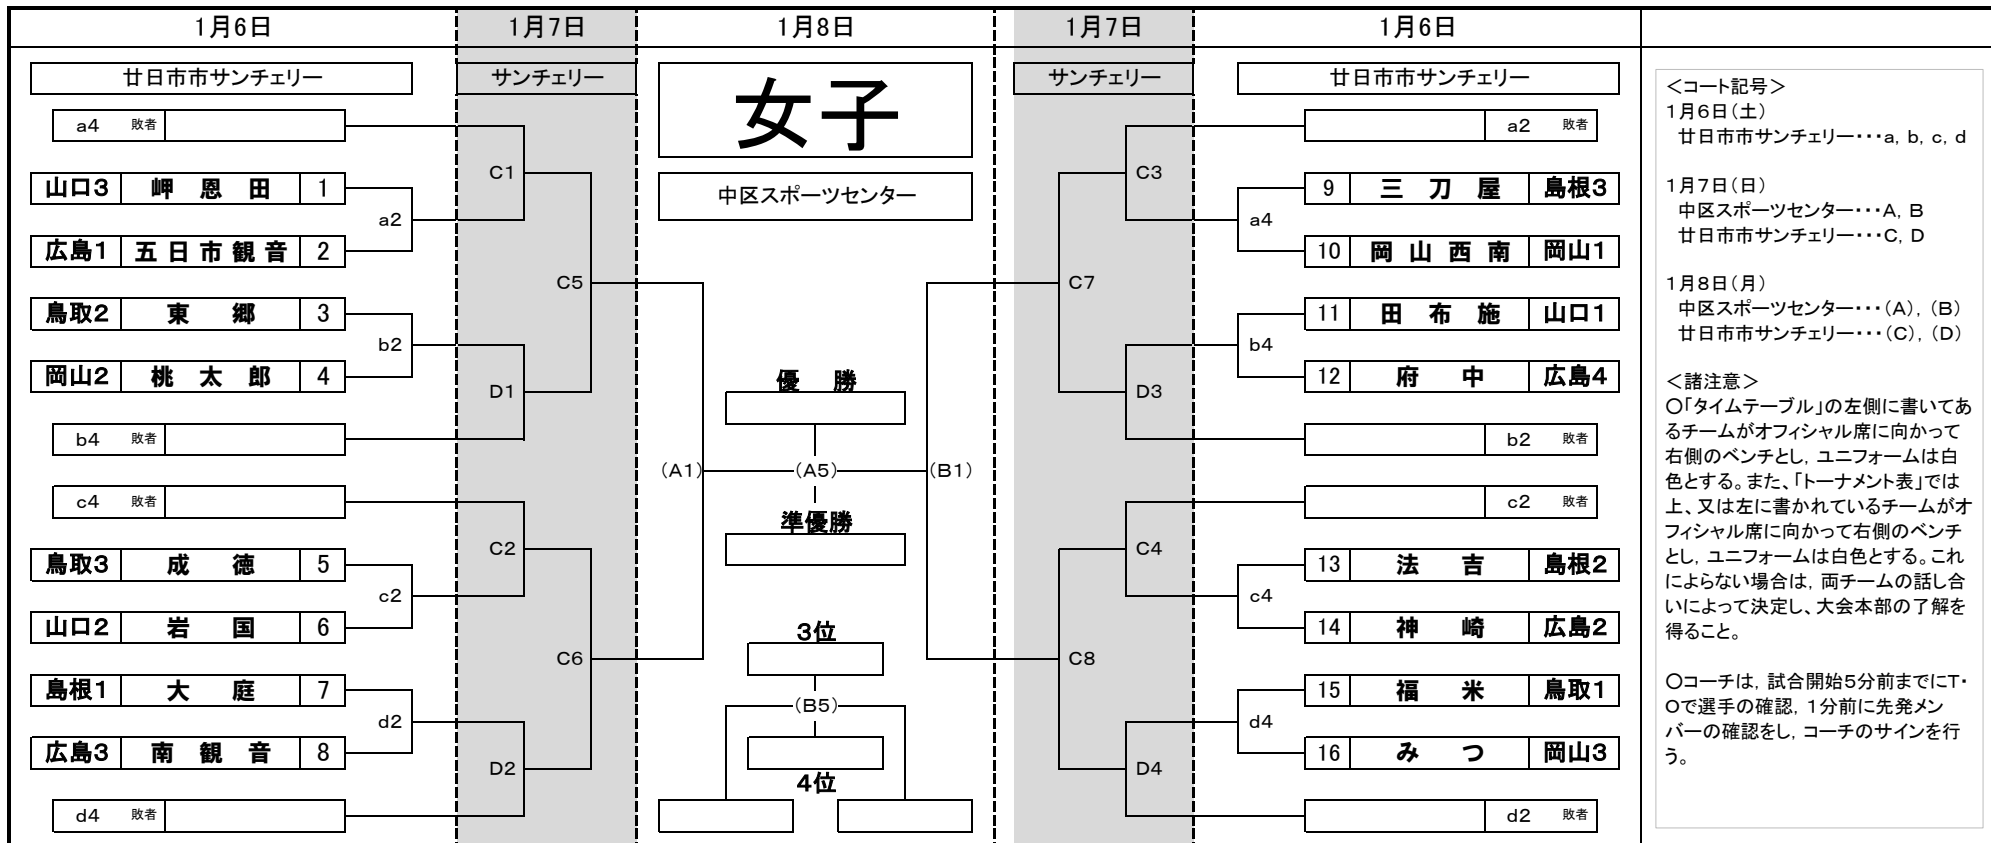 1月6日 1月7日 1月8日 1月7日 1月6日
廿日市市サンチェリー サンチェリー 女子 サンチェリー 廿日市市サンチェリー
中区スポーツセンター
a4 敗者
山口3 岬恩田 1
a2
広島1 五日市観音 2
C1
鳥取2 東郷 3
b2
岡山2 桃太郎 4
D1
b4 敗者
C5
c4 敗者
鳥取3 成徳 5
c2
山口2 岩国 6
C2
島根1 大庭 7
d2
広島3 南観音 8
D2
d4 敗者
C6
優勝
(A1) (A5) (B1)
準優勝
3位
(B5)
4位
a2 敗者
C3
9 三刀屋 島根3
a4
10 岡山西南 岡山1
C7
11 田布施 山口1
b4
12 府中 広島4
D3
b2 敗者
c2 敗者
C4
13 法吉 島根2
c4
14 神崎 広島2
C8
15 福米 鳥取1
d4
16 みつ 岡山3
D4
d2 敗者
＜コート記号＞
1月6日(土)
廿日市市サンチェリー・・・a, b, c, d
1月7日(日)
中区スポーツセンター・・・A, B
廿日市市サンチェリー・・・C, D
1月8日(月)
中区スポーツセンター・・・(A), (B)
廿日市市サンチェリー・・・(C), (D)
＜諸注意＞
○「タイムテーブル」の左側に書いてあ
るチームがオフィシャル席に向かって
右側のベンチとし, ユニフォームは白
色とする。また、「トーナメント表」では
上、又は左に書かれているチームがオ
フィシャル席に向かって右側のベンチ
とし, ユニフォームは白色とする。これ
によらない場合は, 両チームの話し合
いによって決定し、大会本部の了解を
得ること。
○コーチは, 試合開始5分前までにT・
Oで選手の確認, 1分前に先発メン
バーの確認をし, コーチのサインを行
う。